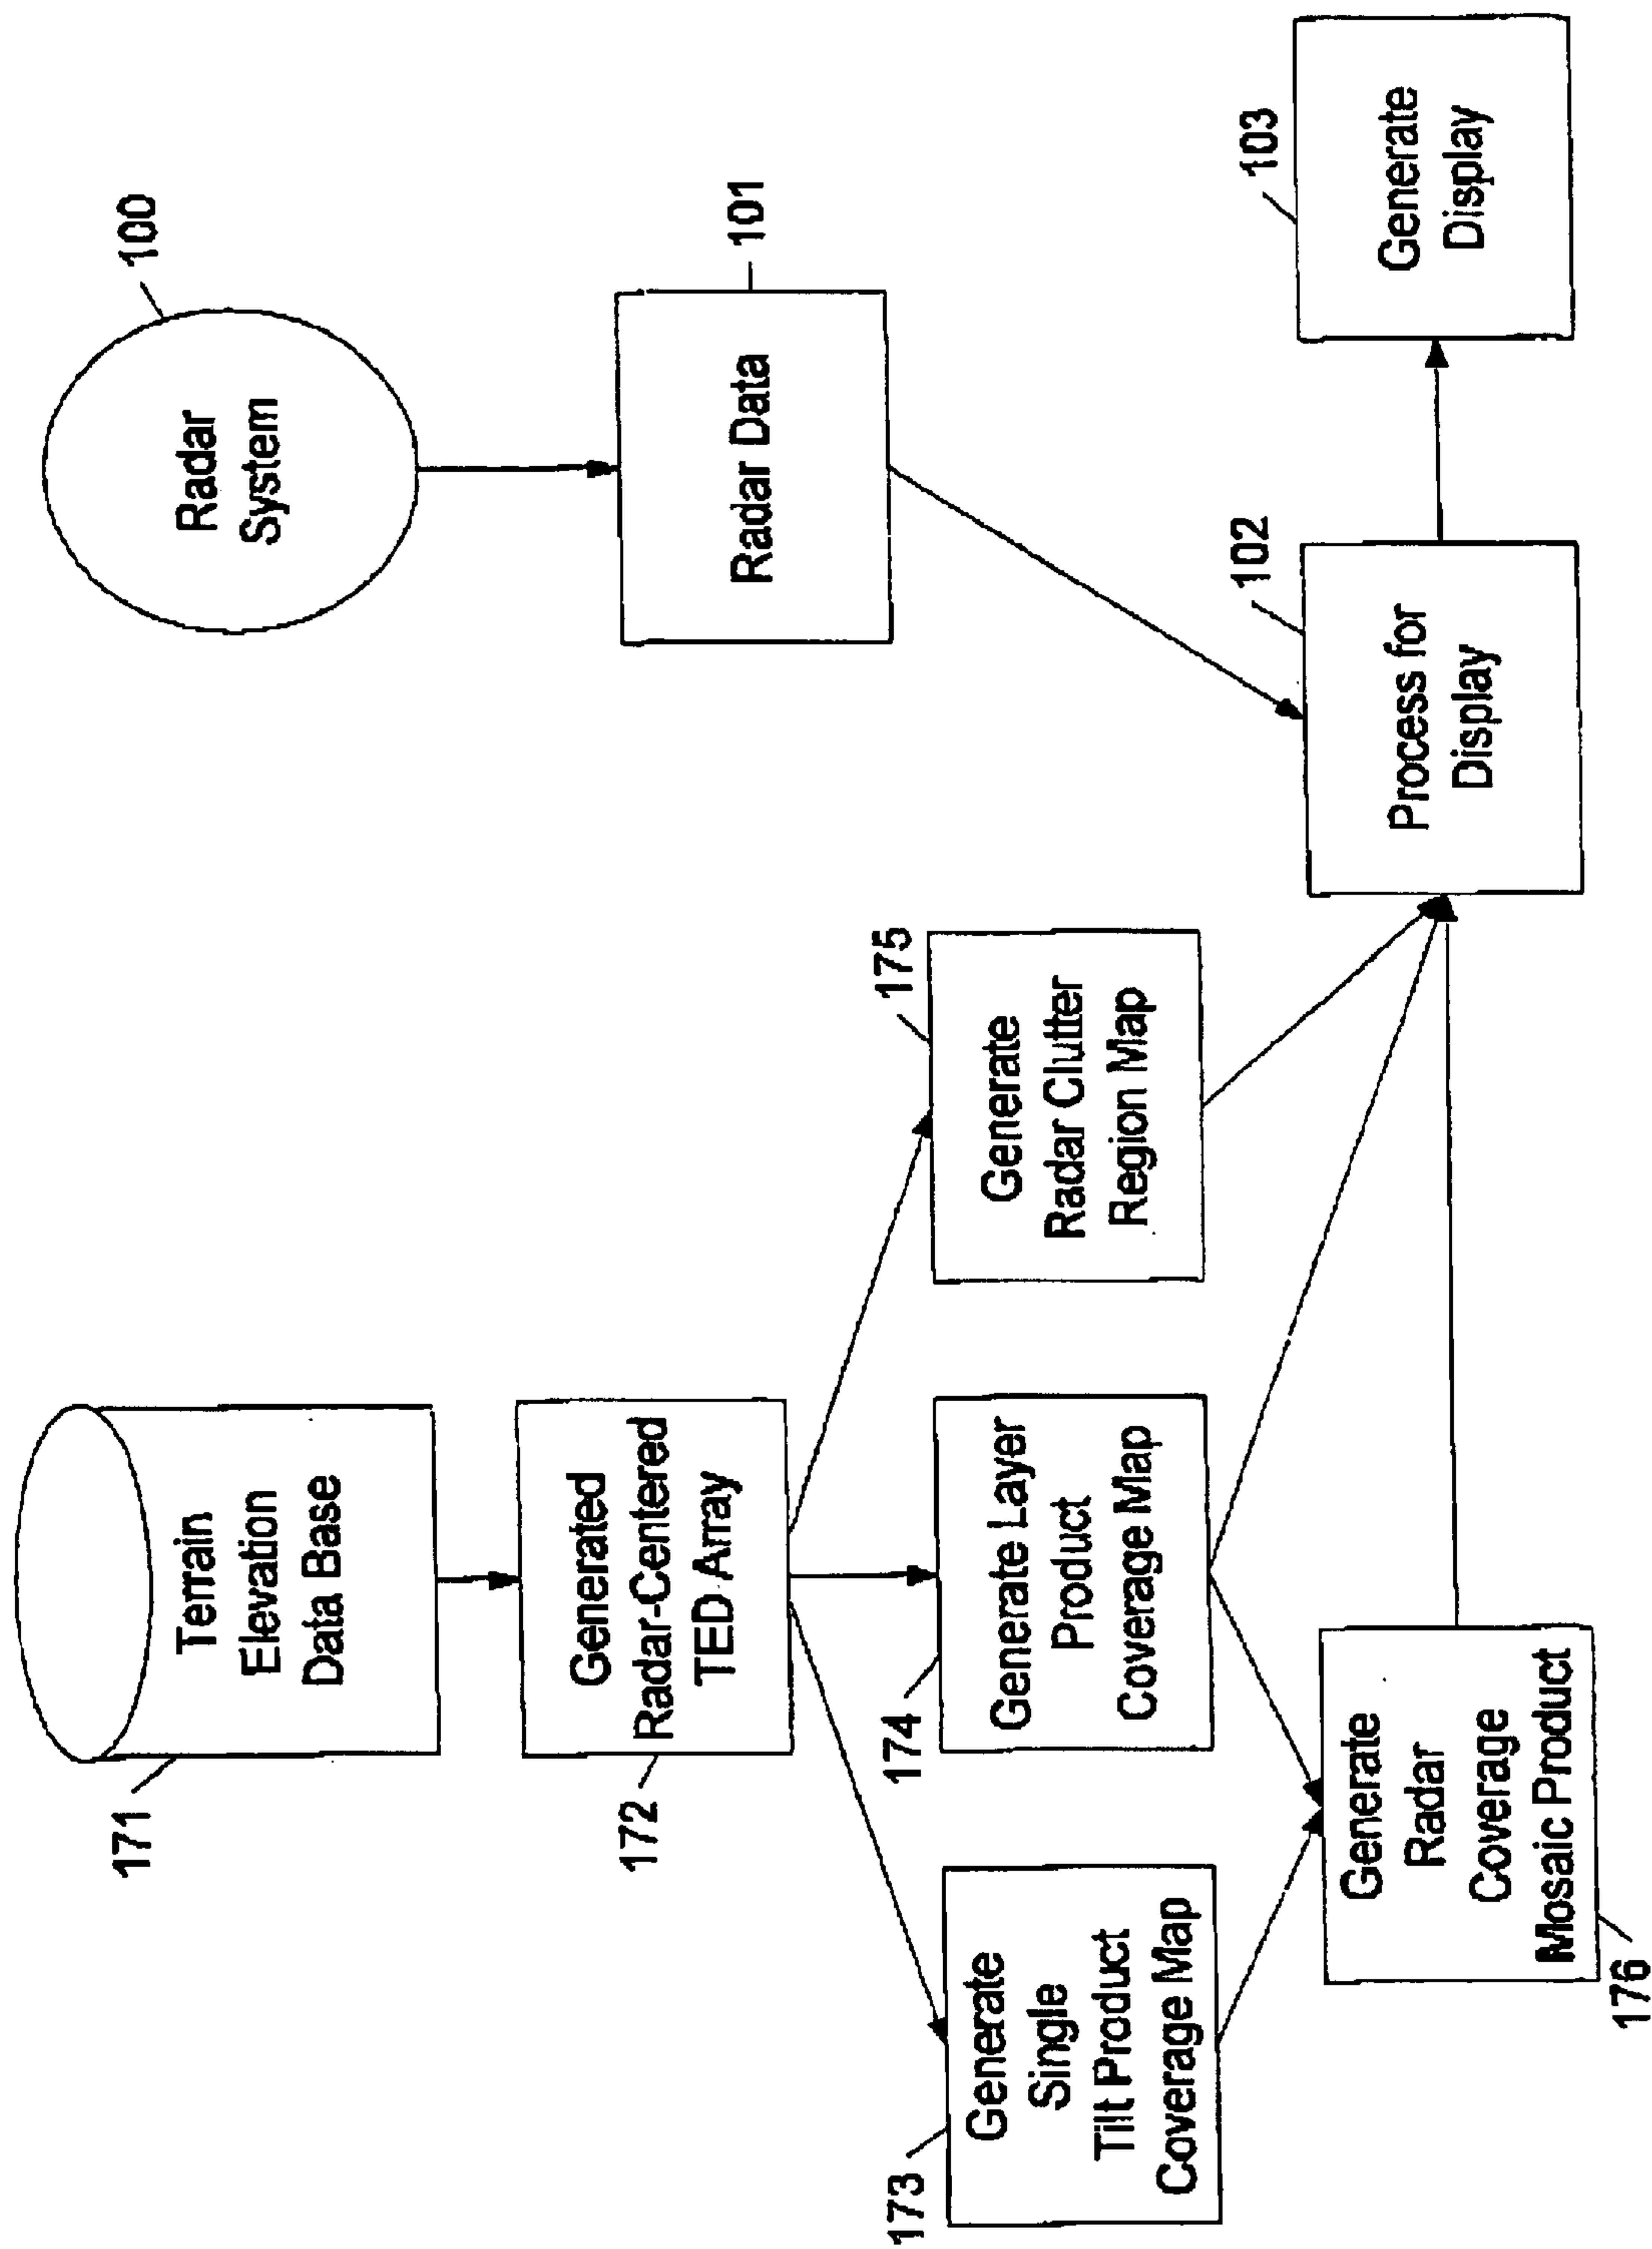 171
Terrain
Elevation
Data Base
172
Generated
Radar-Centered
TED Array
173
Generate
Single
Tilt Product
Coverage Map
174
Generate Layer
Product
Coverage Map
175
Generate
Radar Clutter
Region Map
176
Generate
Radar
Coverage
Mosaic Product
100
Radar
System
101
Radar Data
102
Process for
Display
103
Generate
Display